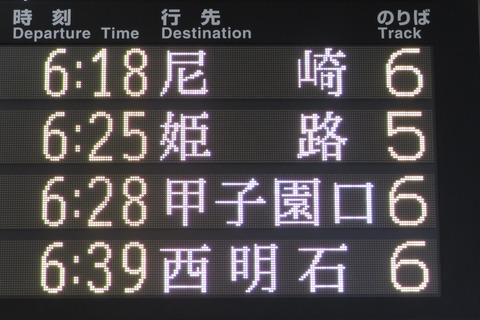 時刻 行先 のりば
Departure Time Destination Track
6:18 尼崎 6
6:25 姫路 5
6:28 甲子園口 6
6:39 西明石 6